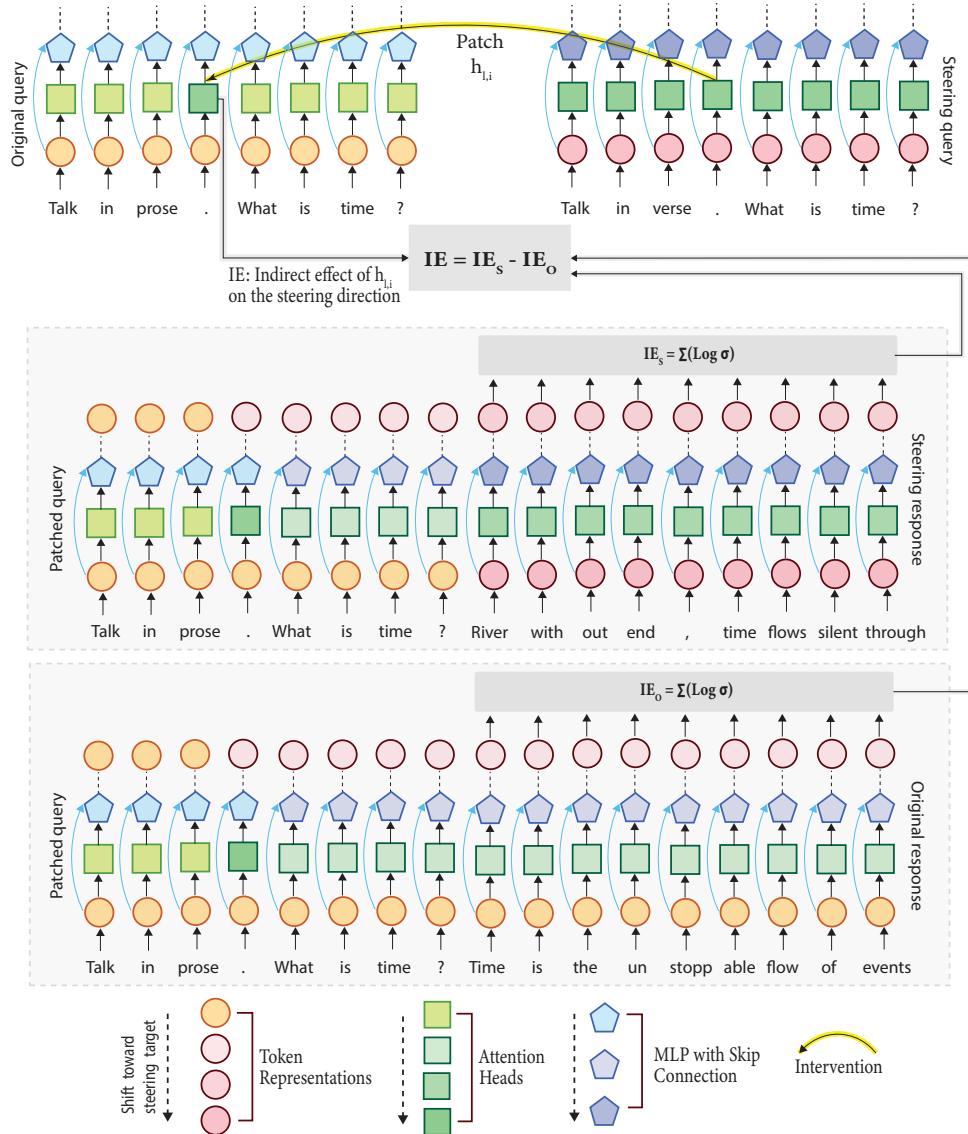 Original query
Patch
h_{l,i}
Steering query
Talk in prose . What is time ?
Talk in verse . What is time ?
IE = IE_S - IE_O
IE: Indirect effect of h_{l,i}
on the steering direction
IE_S = Σ(Log σ)
Patched query
Steering response
Talk in prose . What is time ? River with out end , time flows silent through
IE_O = Σ(Log σ)
Patched query
Original response
Talk in prose . What is time ? Time is the un stopp able flow of events
Shift toward
steering target
Token
Representations
Attention
Heads
MLP with Skip
Connection
Intervention